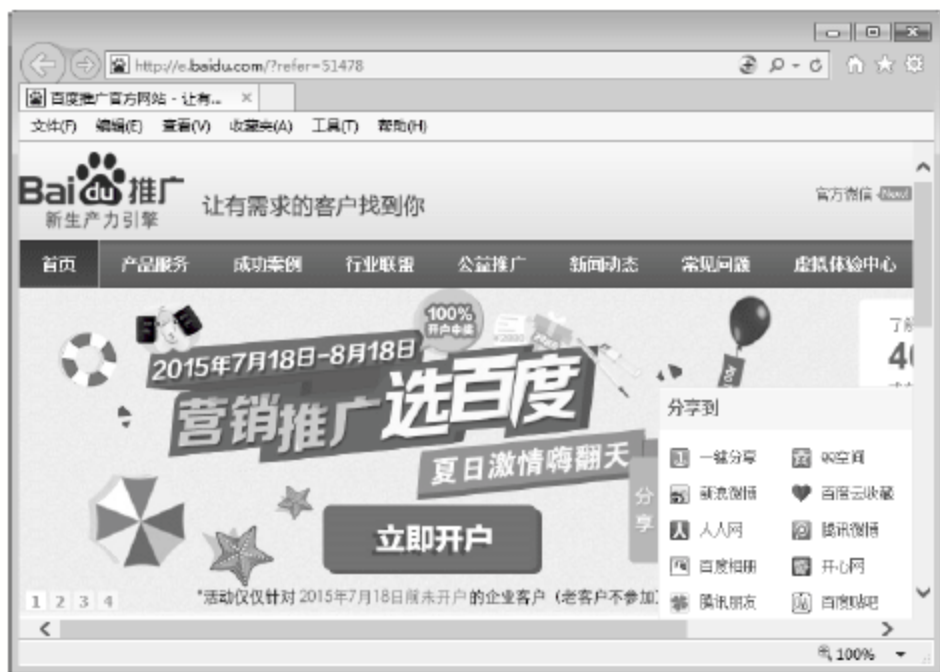 http://e.baidu.com/?refer=51478
百度推广官方网站 - 让有...
文件(F) 编辑(E) 查看(V) 收藏夹(A) 工具(T) 帮助(H)
Bai du 推广
新生产力引擎
让有需求的客户找到你
官方微信 New!
首页 产品服务 成功案例 行业联盟 公益推广 新闻动态 常见问题 虚拟体验中心
100%
开户中奖
2015年7月18日-8月18日
营销推广选百度
夏日激情嗨翻天
立即开户
1 2 3 4
*活动仅仅针对 2015年7月18日前未开户的企业客户 (老客户不参加
分享
分享到
一键分享 QQ空间
新浪微博 百度云收藏
人人网 腾讯微博
百度相册 开心网
腾讯朋友 百度贴吧
100%